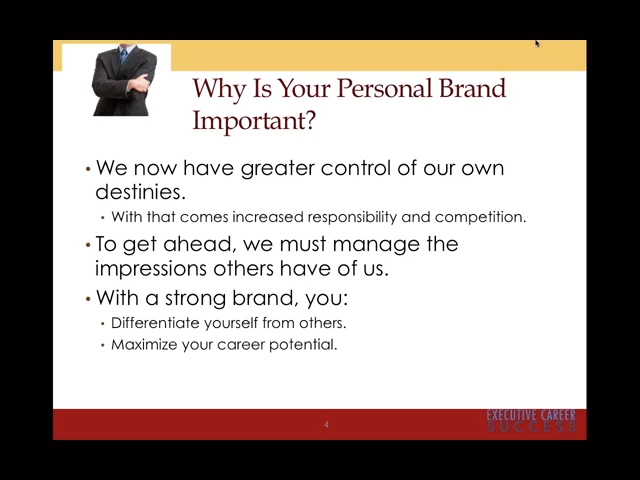 Why Is Your Personal Brand
Important?
• We now have greater control of our own
destinies.
• With that comes increased responsibility and competition.
• To get ahead, we must manage the
impressions others have of us.
• With a strong brand, you:
• Differentiate yourself from others.
• Maximize your career potential.
4
EXECUTIVE CAREER
SUCCESS